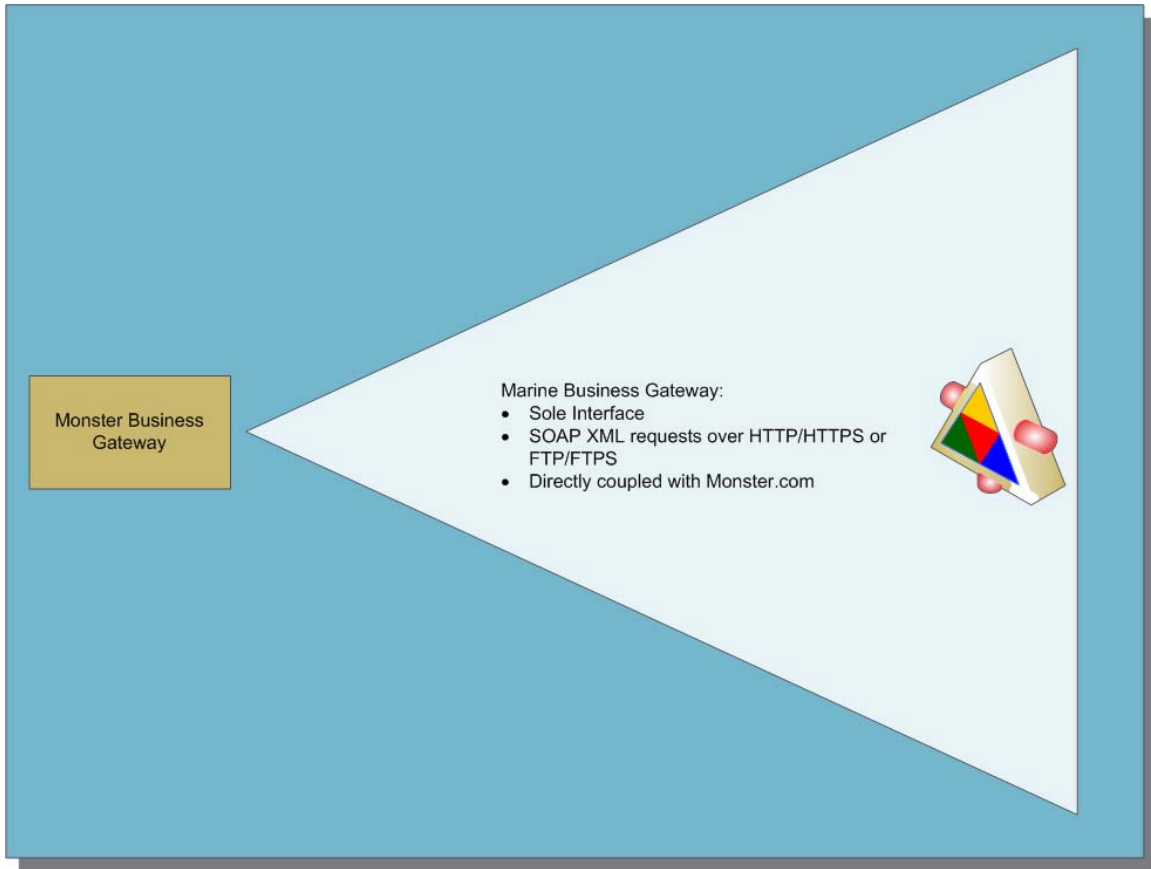 Monster Business
Gateway
Marine Business Gateway:
• Sole Interface
• SOAP XML requests over HTTP/HTTPS or
FTP/FTPS
• Directly coupled with Monster.com